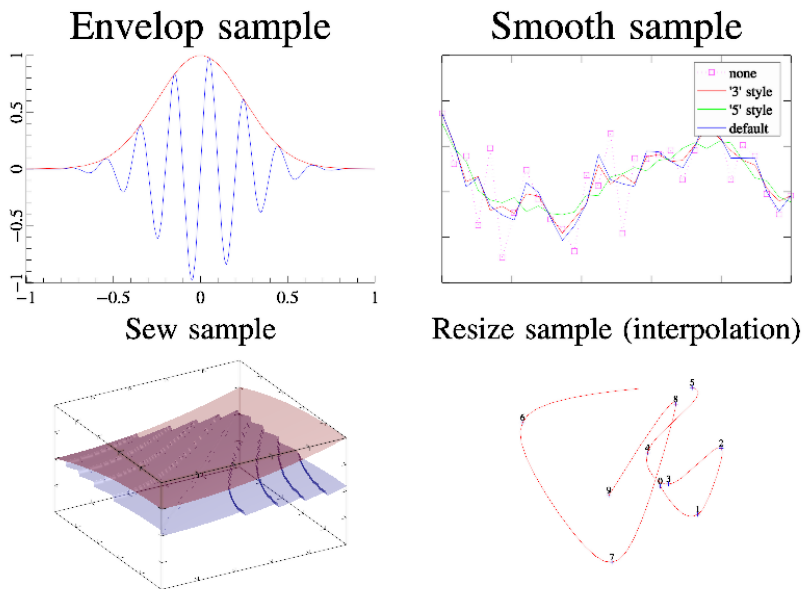 Envelop sample
Smooth sample
1
0.5
0
−0.5
−1
−1
−0.5
0
0.5
1
none
'3' style
'5' style
default
Sew sample
Resize sample (interpolation)
5
8
6
2
4
0
3
9
1
7